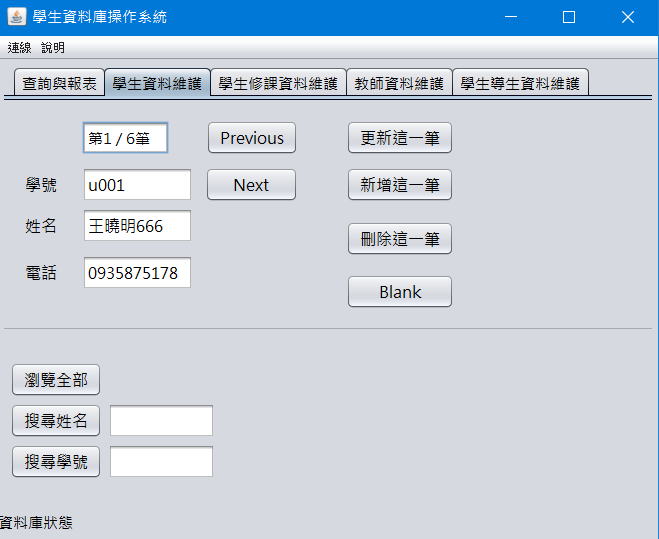 學生資料庫操作系統
連線 說明
查詢與報表 學生資料維護 學生修課資料維護 教師資料維護 學生導生資料維護
第1 / 6筆 Previous 更新這一筆
學號 u001 Next 新增這一筆
姓名 王曉明666
刪除這一筆
電話 0935875178
Blank
瀏覽全部
搜尋姓名
搜尋學號
資料庫狀態